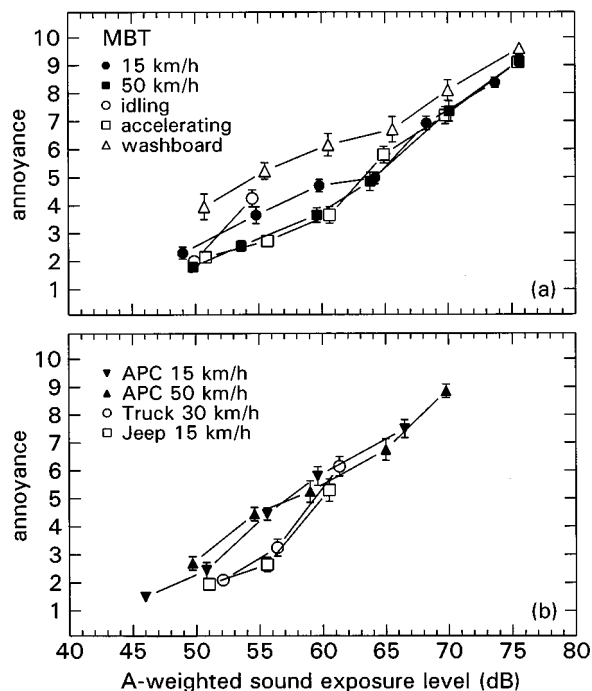 10
9
8
7
6
5
4
3
2
1
annoyance
MBT
15 km/h
50 km/h
idling
accelerating
washboard
(a)
10
9
8
7
6
5
4
3
2
1
annoyance
APC 15 km/h
APC 50 km/h
Truck 30 km/h
Jeep 15 km/h
(b)
40 45 50 55 60 65 70 75 80
A-weighted sound exposure level (dB)